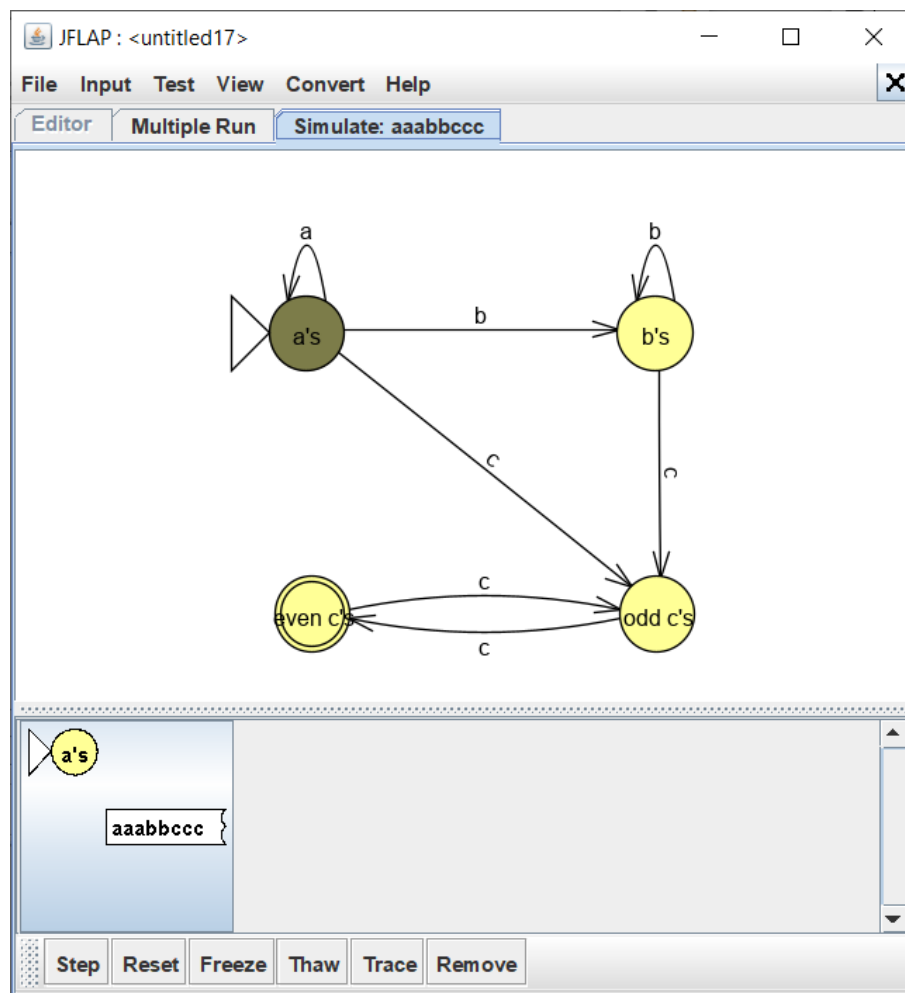 JFLAP : <untitled17>
File Input Test View Convert Help
Editor Multiple Run Simulate: aaabbccc
a b
a's b b's
c c
c
even c's odd c's
c
a's
aaabbccc
Step Reset Freeze Thaw Trace Remove